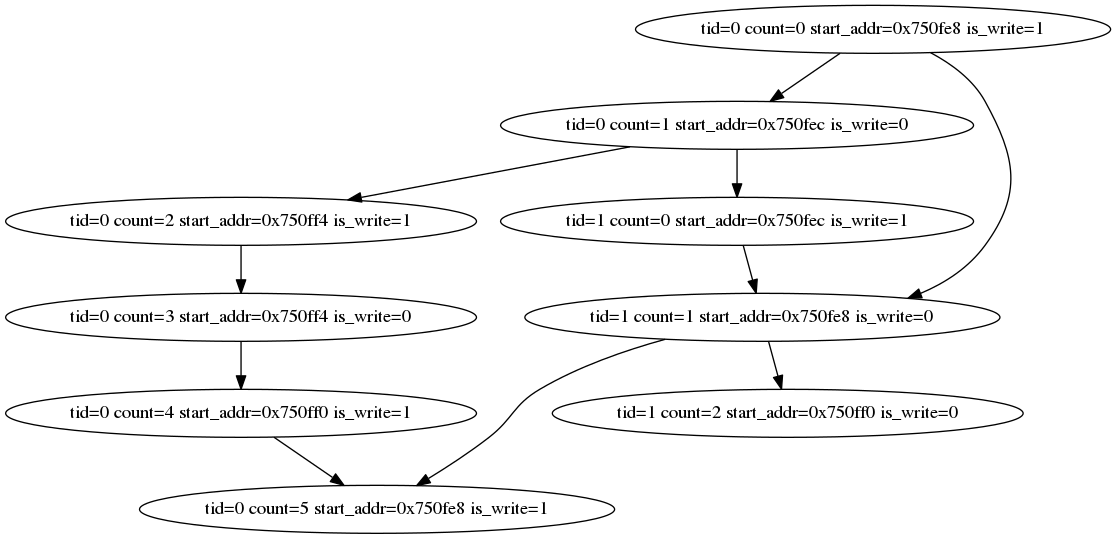 tid=0 count=0 start_addr=0x750fe8 is_write=1
tid=0 count=1 start_addr=0x750fec is_write=0
tid=0 count=2 start_addr=0x750ff4 is_write=1
tid=1 count=0 start_addr=0x750fec is_write=1
tid=0 count=3 start_addr=0x750ff4 is_write=0
tid=1 count=1 start_addr=0x750fe8 is_write=0
tid=0 count=4 start_addr=0x750ff0 is_write=1
tid=1 count=2 start_addr=0x750ff0 is_write=0
tid=0 count=5 start_addr=0x750fe8 is_write=1